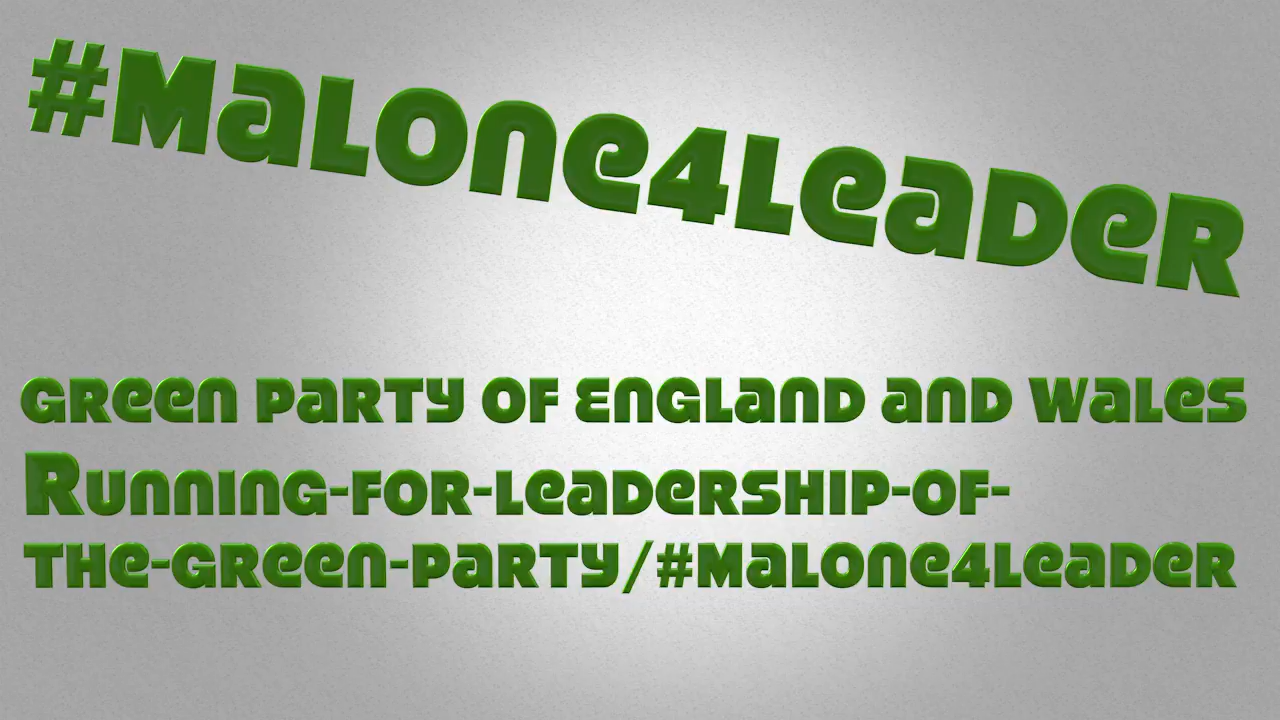 #Malone4Leader
Green Party of England and Wales
Running-for-leadership-of-
the-Green-Party/#Malone4Leader